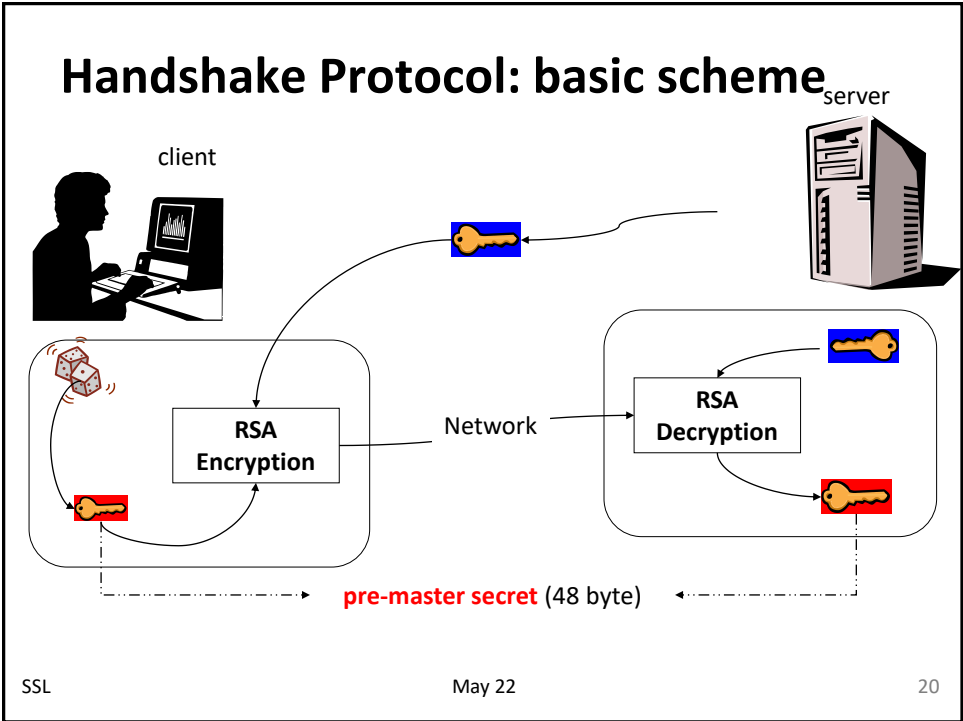 Handshake Protocol: basic scheme
server
client
RSA
Encryption
Network
RSA
Decryption
pre-master secret (48 byte)
SSL
May 22
20